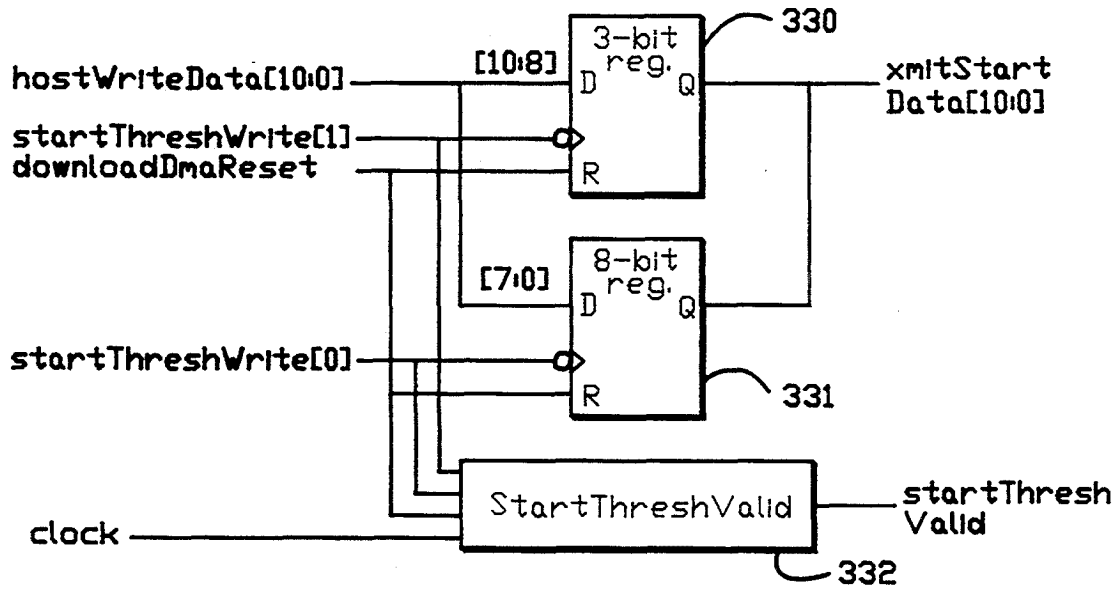 330
3-bit
reg.
[10:8]
hostWriteData[10:0]
D
Q
xmitStart
Data[10:0]
startThreshWrite[1]
downloadDmaReset
R
8-bit
reg.
[7:0]
D
Q
startThreshWrite[0]
R
331
StartThreshValid
startThresh
Valid
clock
332